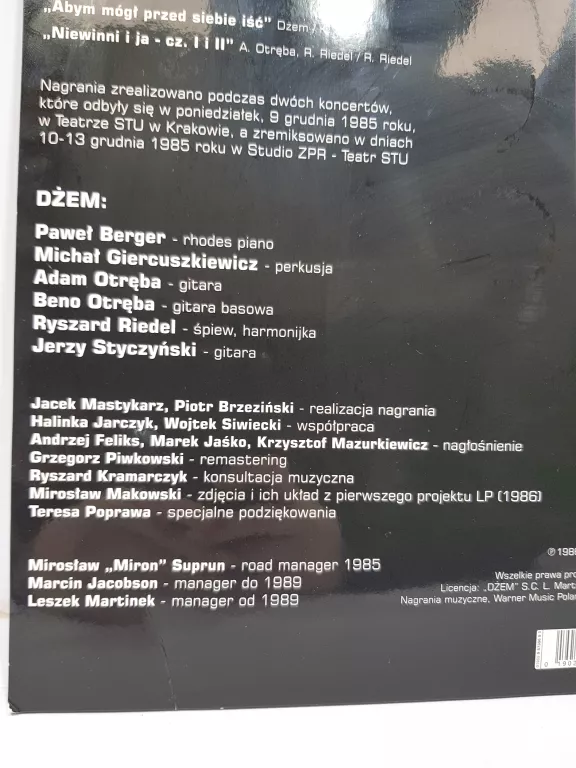 „Abym mógł przed siebie iść" Dżem /
„Niewinni i ja - cz. I i II" A. Otręba, R. Riedel / R. Riedel
Nagrania zrealizowano podczas dwóch koncertów,
które odbyły się w poniedziałek, 9 grudnia 1985 roku,
w Teatrze STU w Krakowie, a zremiksowano w dniach
10-13 grudnia 1985 roku w Studio ZPR - Teatr STU
DŻEM:
Paweł Berger - rhodes piano
Michał Giercuszkiewicz - perkusja
Adam Otręba - gitara
Beno Otręba - gitara basowa
Ryszard Riedel - śpiew, harmonijka
Jerzy Styczyński - gitara
Jacek Mastykarz, Piotr Brzeziński - realizacja nagrania
Halinka Jarczyk, Wojtek Siwiecki - współpraca
Andrzej Feliks, Marek Jaśko, Krzysztof Mazurkiewicz - nagłośnienie
Grzegorz Piwkowski - remastering
Ryszard Kramarczyk - konsultacja muzyczna
Mirosław Makowski - zdjęcia i ich układ z pierwszego projektu LP (1986)
Teresa Poprawa - specjalne podziękowania
Mirosław „Miron" Suprun - road manager 1985
Marcin Jacobson - manager do 1989
Leszek Martinek - manager od 1989
℗ 1986
Wszelkie prawa pro
Licencja: „DŻEM" S.C. L. Mart
Nagrania muzyczne, Warner Music Pola